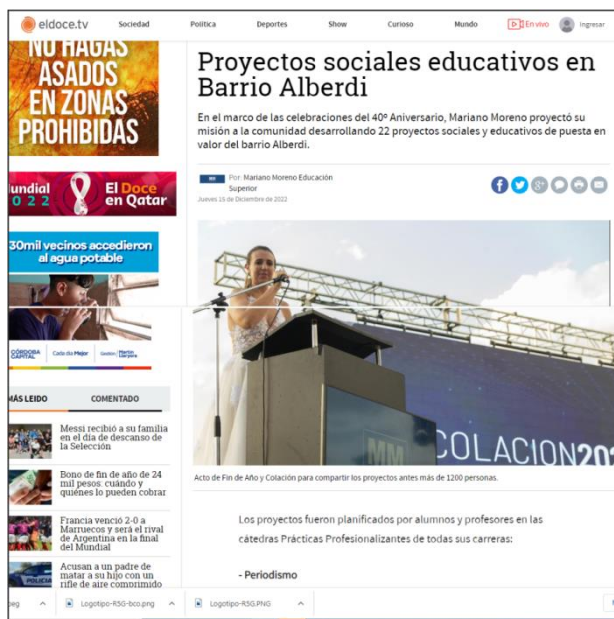 eldoce.tv
Sociedad
Política
Deportes
Show
Curioso
Mundo
En vivo
Ingresar
NO HAGAS
ASADOS
EN ZONAS
PROHIBIDAS
undial
022
El Doce
en Qatar
30mil vecinos accedieron
al agua potable
CÓRDOBA
CAPITAL
Cada día Mejor
Gestión
Martín
Llaryora
MÁS LEIDO
COMENTADO
Messi recibió a su familia
en el día de descanso de
la Selección
Bono de fin de año de 24
mil pesos: cuándo y
quiénes lo pueden cobrar
Francia venció 2-0 a
Marruecos y será el rival
de Argentina en la final
del Mundial
Acusan a un padre de
matar a su hijo con un
rifle de aire comprimido
Proyectos sociales educativos en
Barrio Alberdi
En el marco de las celebraciones del 40º Aniversario, Mariano Moreno proyectó su
misión a la comunidad desarrollando 22 proyectos sociales y educativos de puesta en
valor del barrio Alberdi.
MM
Por: Mariano Moreno Educación
Superior
Jueves 15 de Diciembre de 2022
MM
COLACION202
Acto de Fin de Año y Colación para compartir los proyectos antes más de 1200 personas.
Los proyectos fueron planificados por alumnos y profesores en las
cátedras Prácticas Profesionalizantes de todas sus carreras:
- Periodismo
peg
Logotipo-RSG-bco.png
Logotipo-RSG.PNG